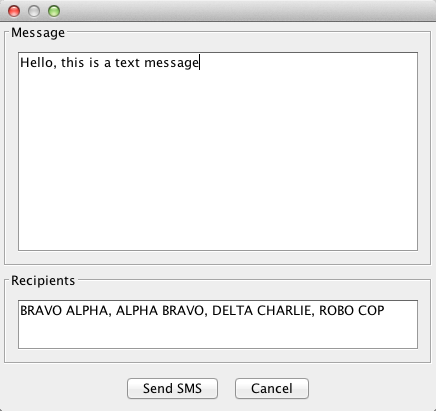 Message
Hello, this is a text message
Recipients
BRAVO ALPHA, ALPHA BRAVO, DELTA CHARLIE, ROBO COP
Send SMS
Cancel